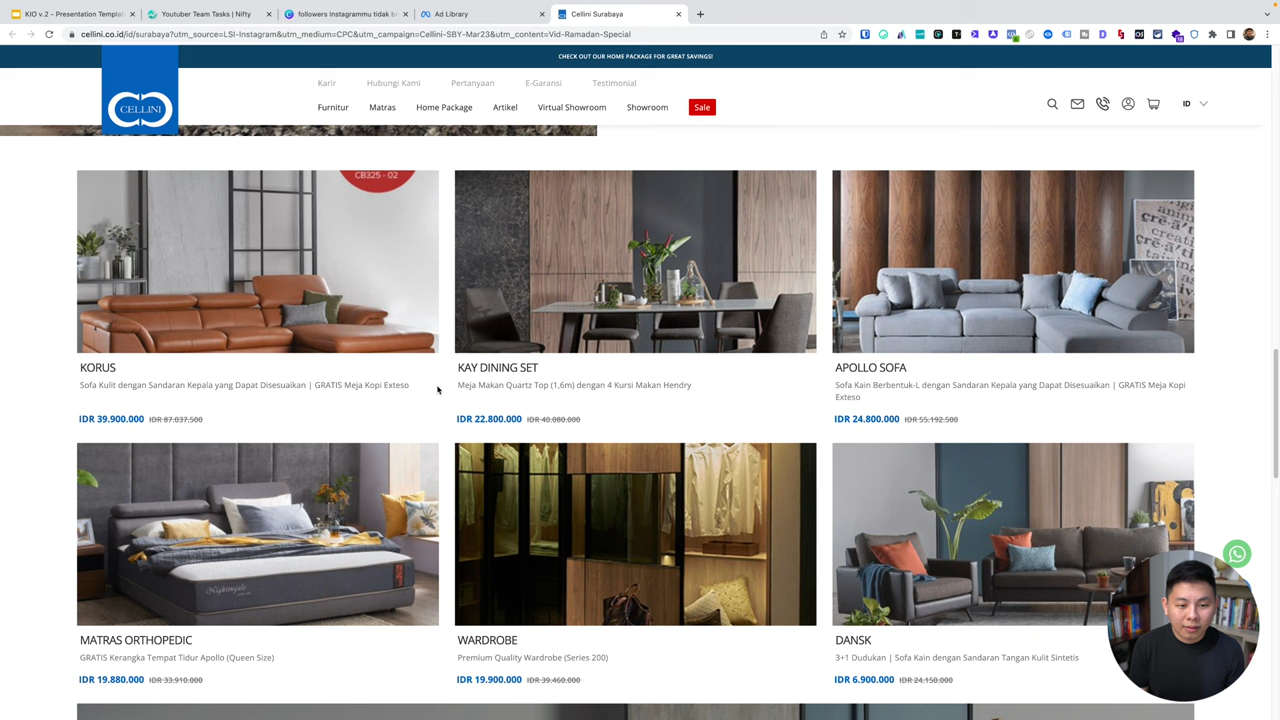 KIO v.2 - Presentation Templat
Youtuber Team Tasks | Nifty
followers Instagrammu tidak b
Ad Library
Cellini Surabaya
cellini.co.id/id/surabaya?utm_source=LSI-Instagram&utm_medium=CPC&utm_campaign=Cellini-SBY-Mar23&utm_content=Vid-Ramadan-Special
CHECK OUT OUR HOME PACKAGE FOR GREAT SAVINGS!
CELLINI
Karir Hubungi Kami Pertanyaan E-Garansi Testimonial
Furnitur Matras Home Package Artikel Virtual Showroom Showroom Sale
ID
CB325 - 02
KORUS
Sofa Kulit dengan Sandaran Kepala yang Dapat Disesuaikan | GRATIS Meja Kopi Exteso
IDR 39.900.000 IDR 87.037.500
KAY DINING SET
Meja Makan Quartz Top (1,6m) dengan 4 Kursi Makan Hendry
IDR 22.800.000 IDR 40.080.000
APOLLO SOFA
Sofa Kain Berbentuk-L dengan Sandaran Kepala yang Dapat Disesuaikan | GRATIS Meja Kopi
Exteso
IDR 24.800.000 IDR 55.192.500
Nightingale
MATRAS ORTHOPEDIC
GRATIS Kerangka Tempat Tidur Apollo (Queen Size)
IDR 19.880.000 IDR 33.910.000
WARDROBE
Premium Quality Wardrobe (Series 200)
IDR 19.900.000 IDR 39.460.000
DANSK
3+1 Dudukan | Sofa Kain dengan Sandaran Tangan Kulit Sintetis
IDR 6.900.000 IDR 24.150.000